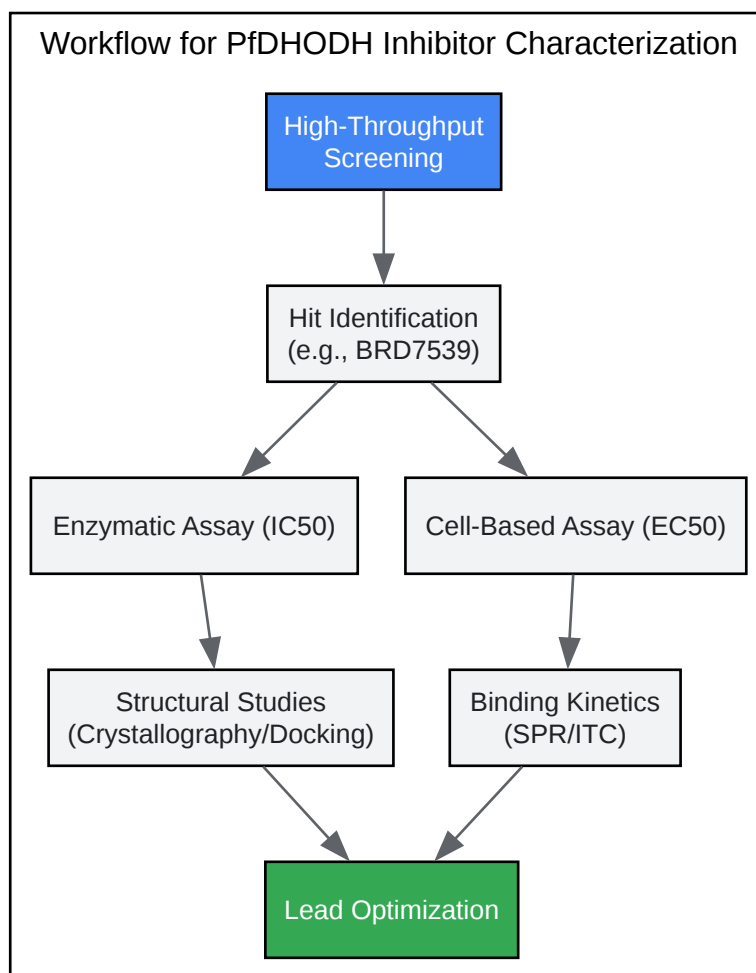 Workflow for PfDHODH Inhibitor Characterization
High-Throughput
Screening
Hit Identification
(e.g., BRD7539)
Enzymatic Assay (IC50)
Cell-Based Assay (EC50)
Structural Studies
(Crystallography/Docking)
Binding Kinetics
(SPR/ITC)
Lead Optimization